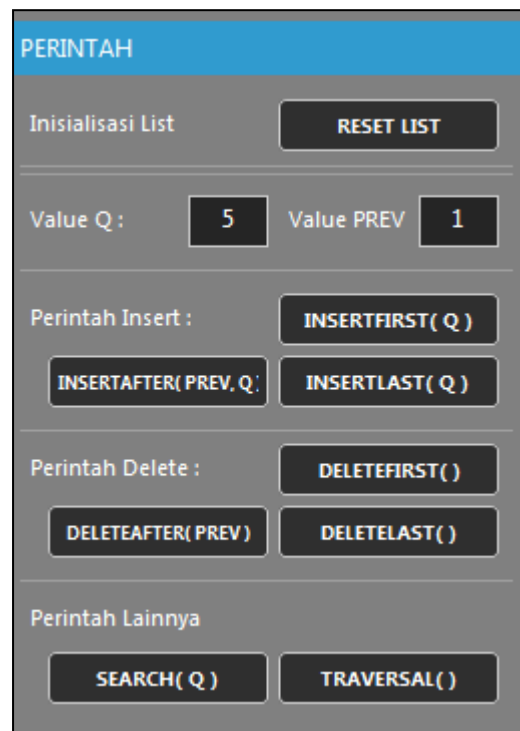 PERINTAH
Inisialisasi List RESET LIST
Value Q : 5 Value PREV 1
Perintah Insert : INSERTFIRST( Q )
INSERTAFTER( PREV, Q ) INSERTLAST( Q )
Perintah Delete : DELETEFIRST( )
DELETEAFTER( PREV ) DELETELAST( )
Perintah Lainnya
SEARCH( Q ) TRAVERSAL( )